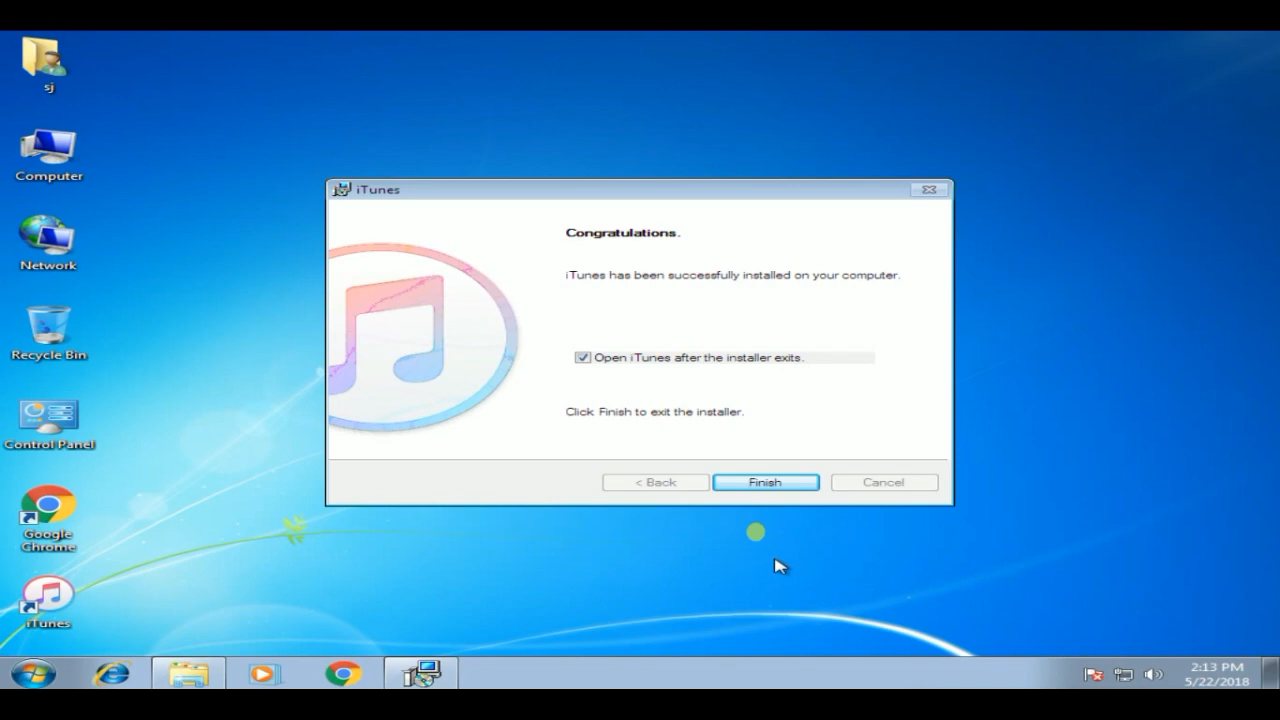 sj
Computer
Network
Recycle Bin
Control Panel
Google
Chrome
iTunes
iTunes
Congratulations.
iTunes has been successfully installed on your computer.
Open iTunes after the installer exits.
Click Finish to exit the installer.
< Back
Finish
Cancel
2:13 PM
5/22/2018